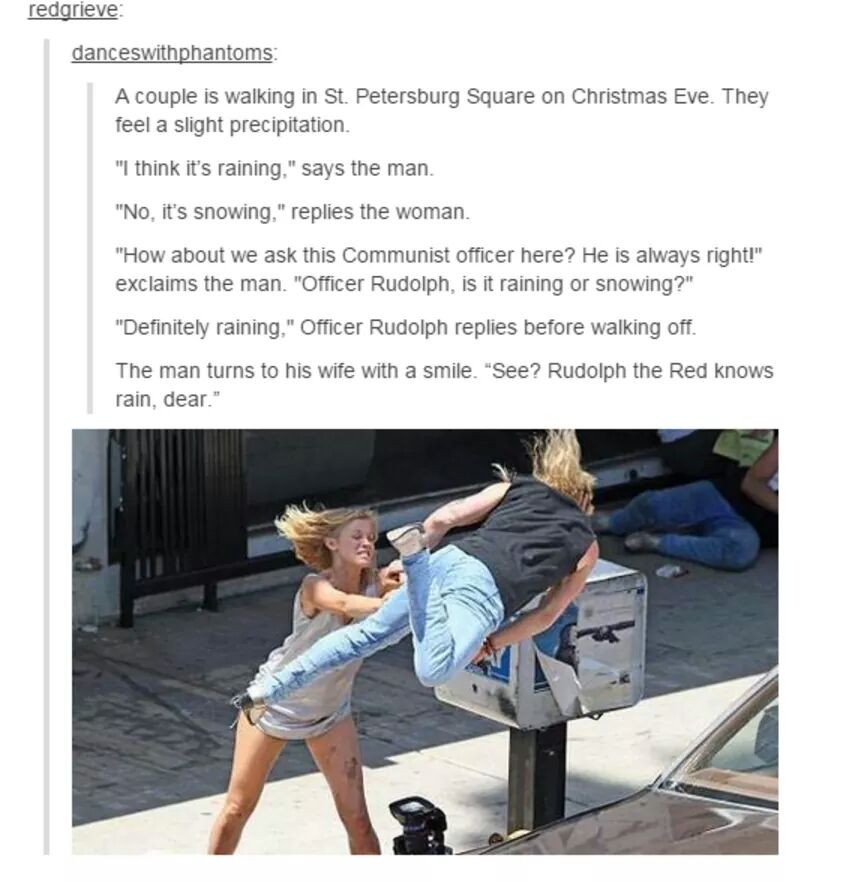 redgrieve:
danceswithphantoms:
A couple is walking in St. Petersburg Square on Christmas Eve. They
feel a slight precipitation.
"I think it's raining," says the man.
"No, it's snowing," replies the woman.
"How about we ask this Communist officer here? He is always right!"
exclaims the man. "Officer Rudolph, is it raining or snowing?"
"Definitely raining," Officer Rudolph replies before walking off.
The man turns to his wife with a smile. “See? Rudolph the Red knows
rain, dear.”